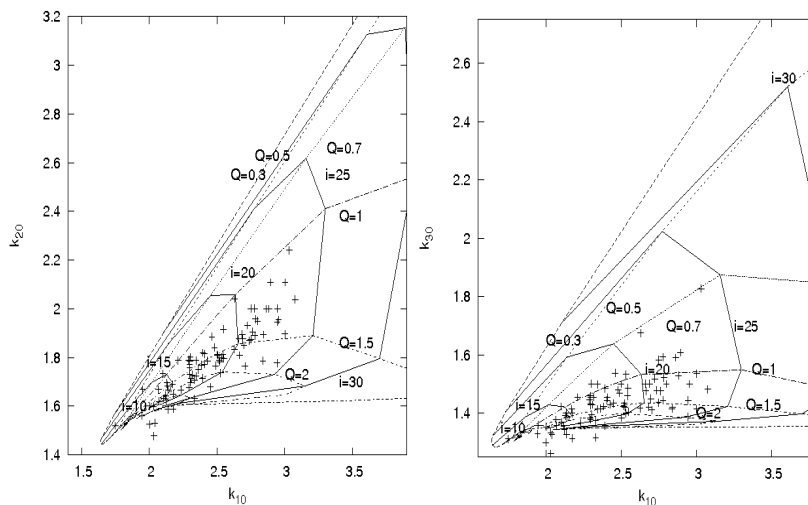 3.2
3
2.8
2.6
2.4
2.2
2
1.8
1.6
1.4
k20
1.5
2
2.5
3
3.5
k10
Q=0.3
Q=0.5
Q=0.7
i=25
Q=1
i=20
Q=1.5
i=15
Q=2
i=30
i=10
2.6
2.4
2.2
2
1.8
1.6
1.4
k30
2
2.5
3
3.5
k10
i=30
Q=0.5
Q=0.3
Q=0.7
i=25
i=20
Q=1
i=15
Q=1.5
Q=2
i=10